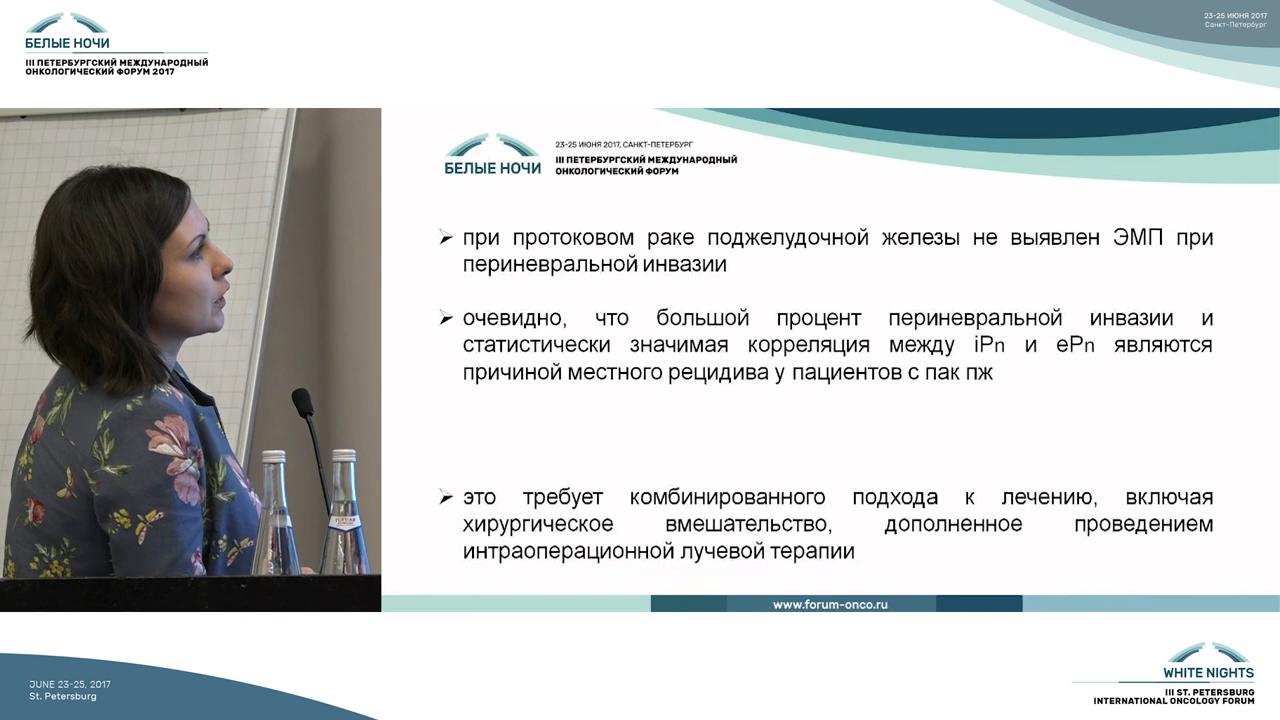 БЕЛЫЕ НОЧИ
III ПЕТЕРБУРГСКИЙ МЕЖДУНАРОДНЫЙ
ОНКОЛОГИЧЕСКИЙ ФОРУМ 2017
23-25 ИЮНЯ 2017
Санкт-Петербург
БЕЛЫЕ НОЧИ
23-25 ИЮНЯ 2017, САНКТ-ПЕТЕРБУРГ
III ПЕТЕРБУРГСКИЙ МЕЖДУНАРОДНЫЙ
ОНКОЛОГИЧЕСКИЙ ФОРУМ
при протоковом раке поджелудочной железы не выявлен ЭМП при
периневральной инвазии
очевидно, что большой процент периневральной инвазии и
статистически значимая корреляция между iPn и ePn являются
причиной местного рецидива у пациентов с пак пж
это требует комбинированного подхода к лечению, включая
хирургическое вмешательство, дополненное проведением
интраоперационной лучевой терапии
www.forum-onco.ru
JUNE 23-25, 2017
St. Petersburg
WHITE NIGHTS
III ST. PETERSBURG
INTERNATIONAL ONCOLOGY FORUM